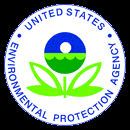 UNITED STATES
ENVIRONMENTAL PROTECTION AGENCY